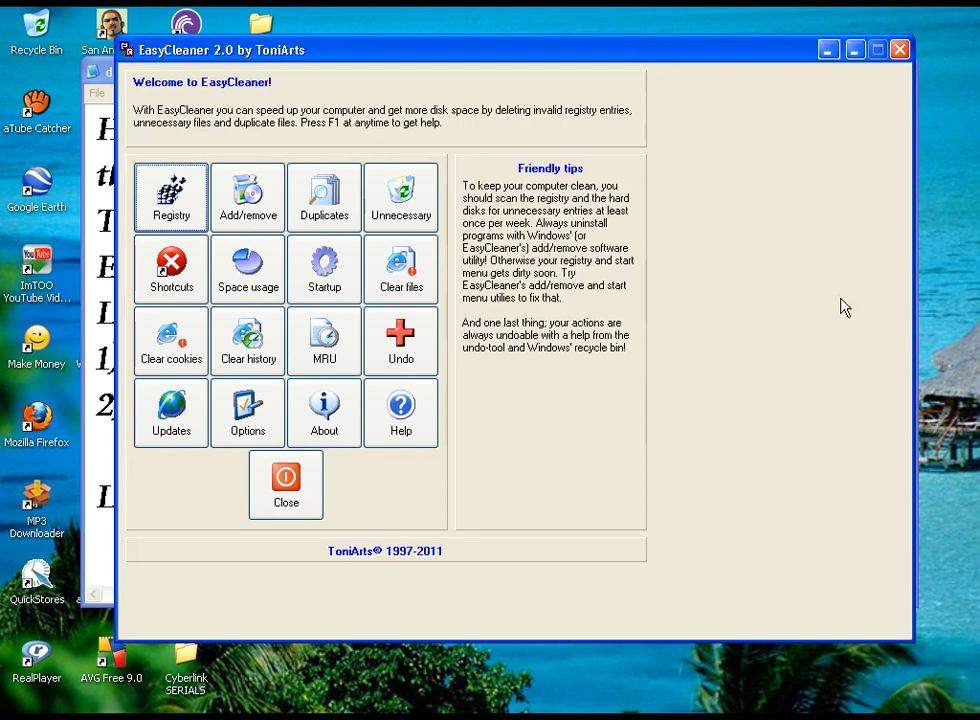 Recycle Bin
San An
aTube Catcher
Google Earth
ImTOO
YouTube Vid...
Make Money
Mozilla Firefox
MP3
Downloader
QuickStores
RealPlayer
AVG Free 9.0
Cyberlink
SERIALS
File
EasyCleaner 2.0 by ToniArts
Welcome to EasyCleaner!
With EasyCleaner you can speed up your computer and get more disk space by deleting invalid registry entries,
unnecessary files and duplicate files. Press F1 at anytime to get help.
Registry
Add/remove
Duplicates
Unnecessary
Shortcuts
Space usage
Startup
Clear files
Clear cookies
Clear history
MRU
Undo
Updates
Options
About
Help
Close
Friendly tips
To keep your computer clean, you
should scan the registry and the hard
disks for unnecessary entries at least
once per week. Always uninstall
programs with Windows' (or
EasyCleaner's) add/remove software
utility! Otherwise your registry and start
menu gets dirty soon. Try
EasyCleaner's add/remove and start
menu utilies to fix that.
And one last thing; your actions are
always undoable with a help from the
undo-tool and Windows' recycle bin!
ToniArts© 1997-2011